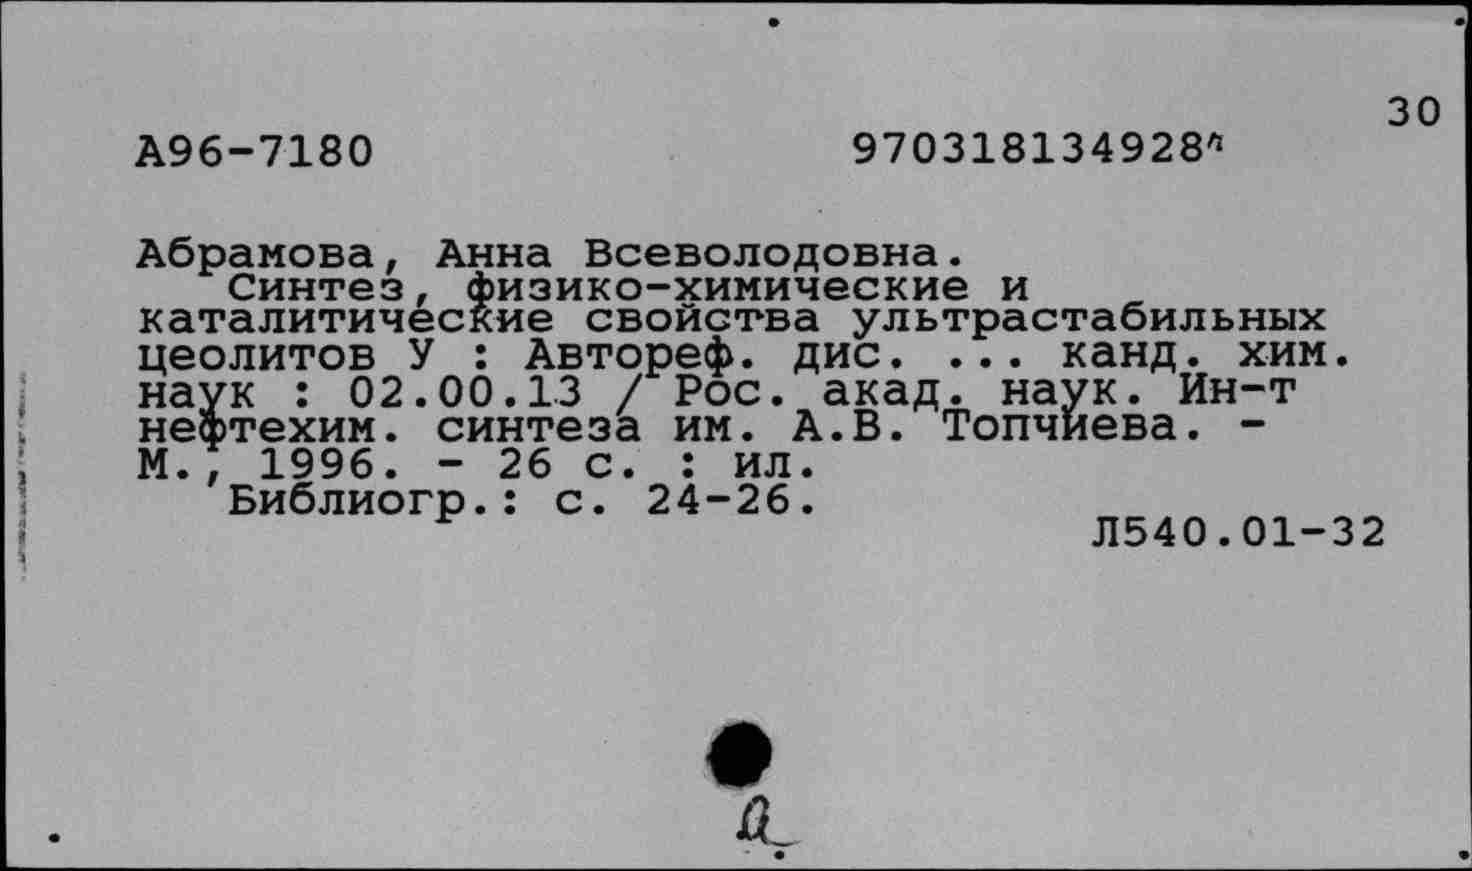 30
А96-7180 970318134928л
Абрамова, Анна Всеволодовна.
Синтез, физико-химические и
каталитические свойства ультрастабильных
цеолитов У : Автореф. дис. ... канд. хим.
наук : 02.00.13 / Рос. акад. наук. Ин-т
нефтехим. синтеза им. А.В. Топчиева. -
М., 1996. - 26 с. : ил.
Библиогр.: с. 24-26.
Л540.01-32